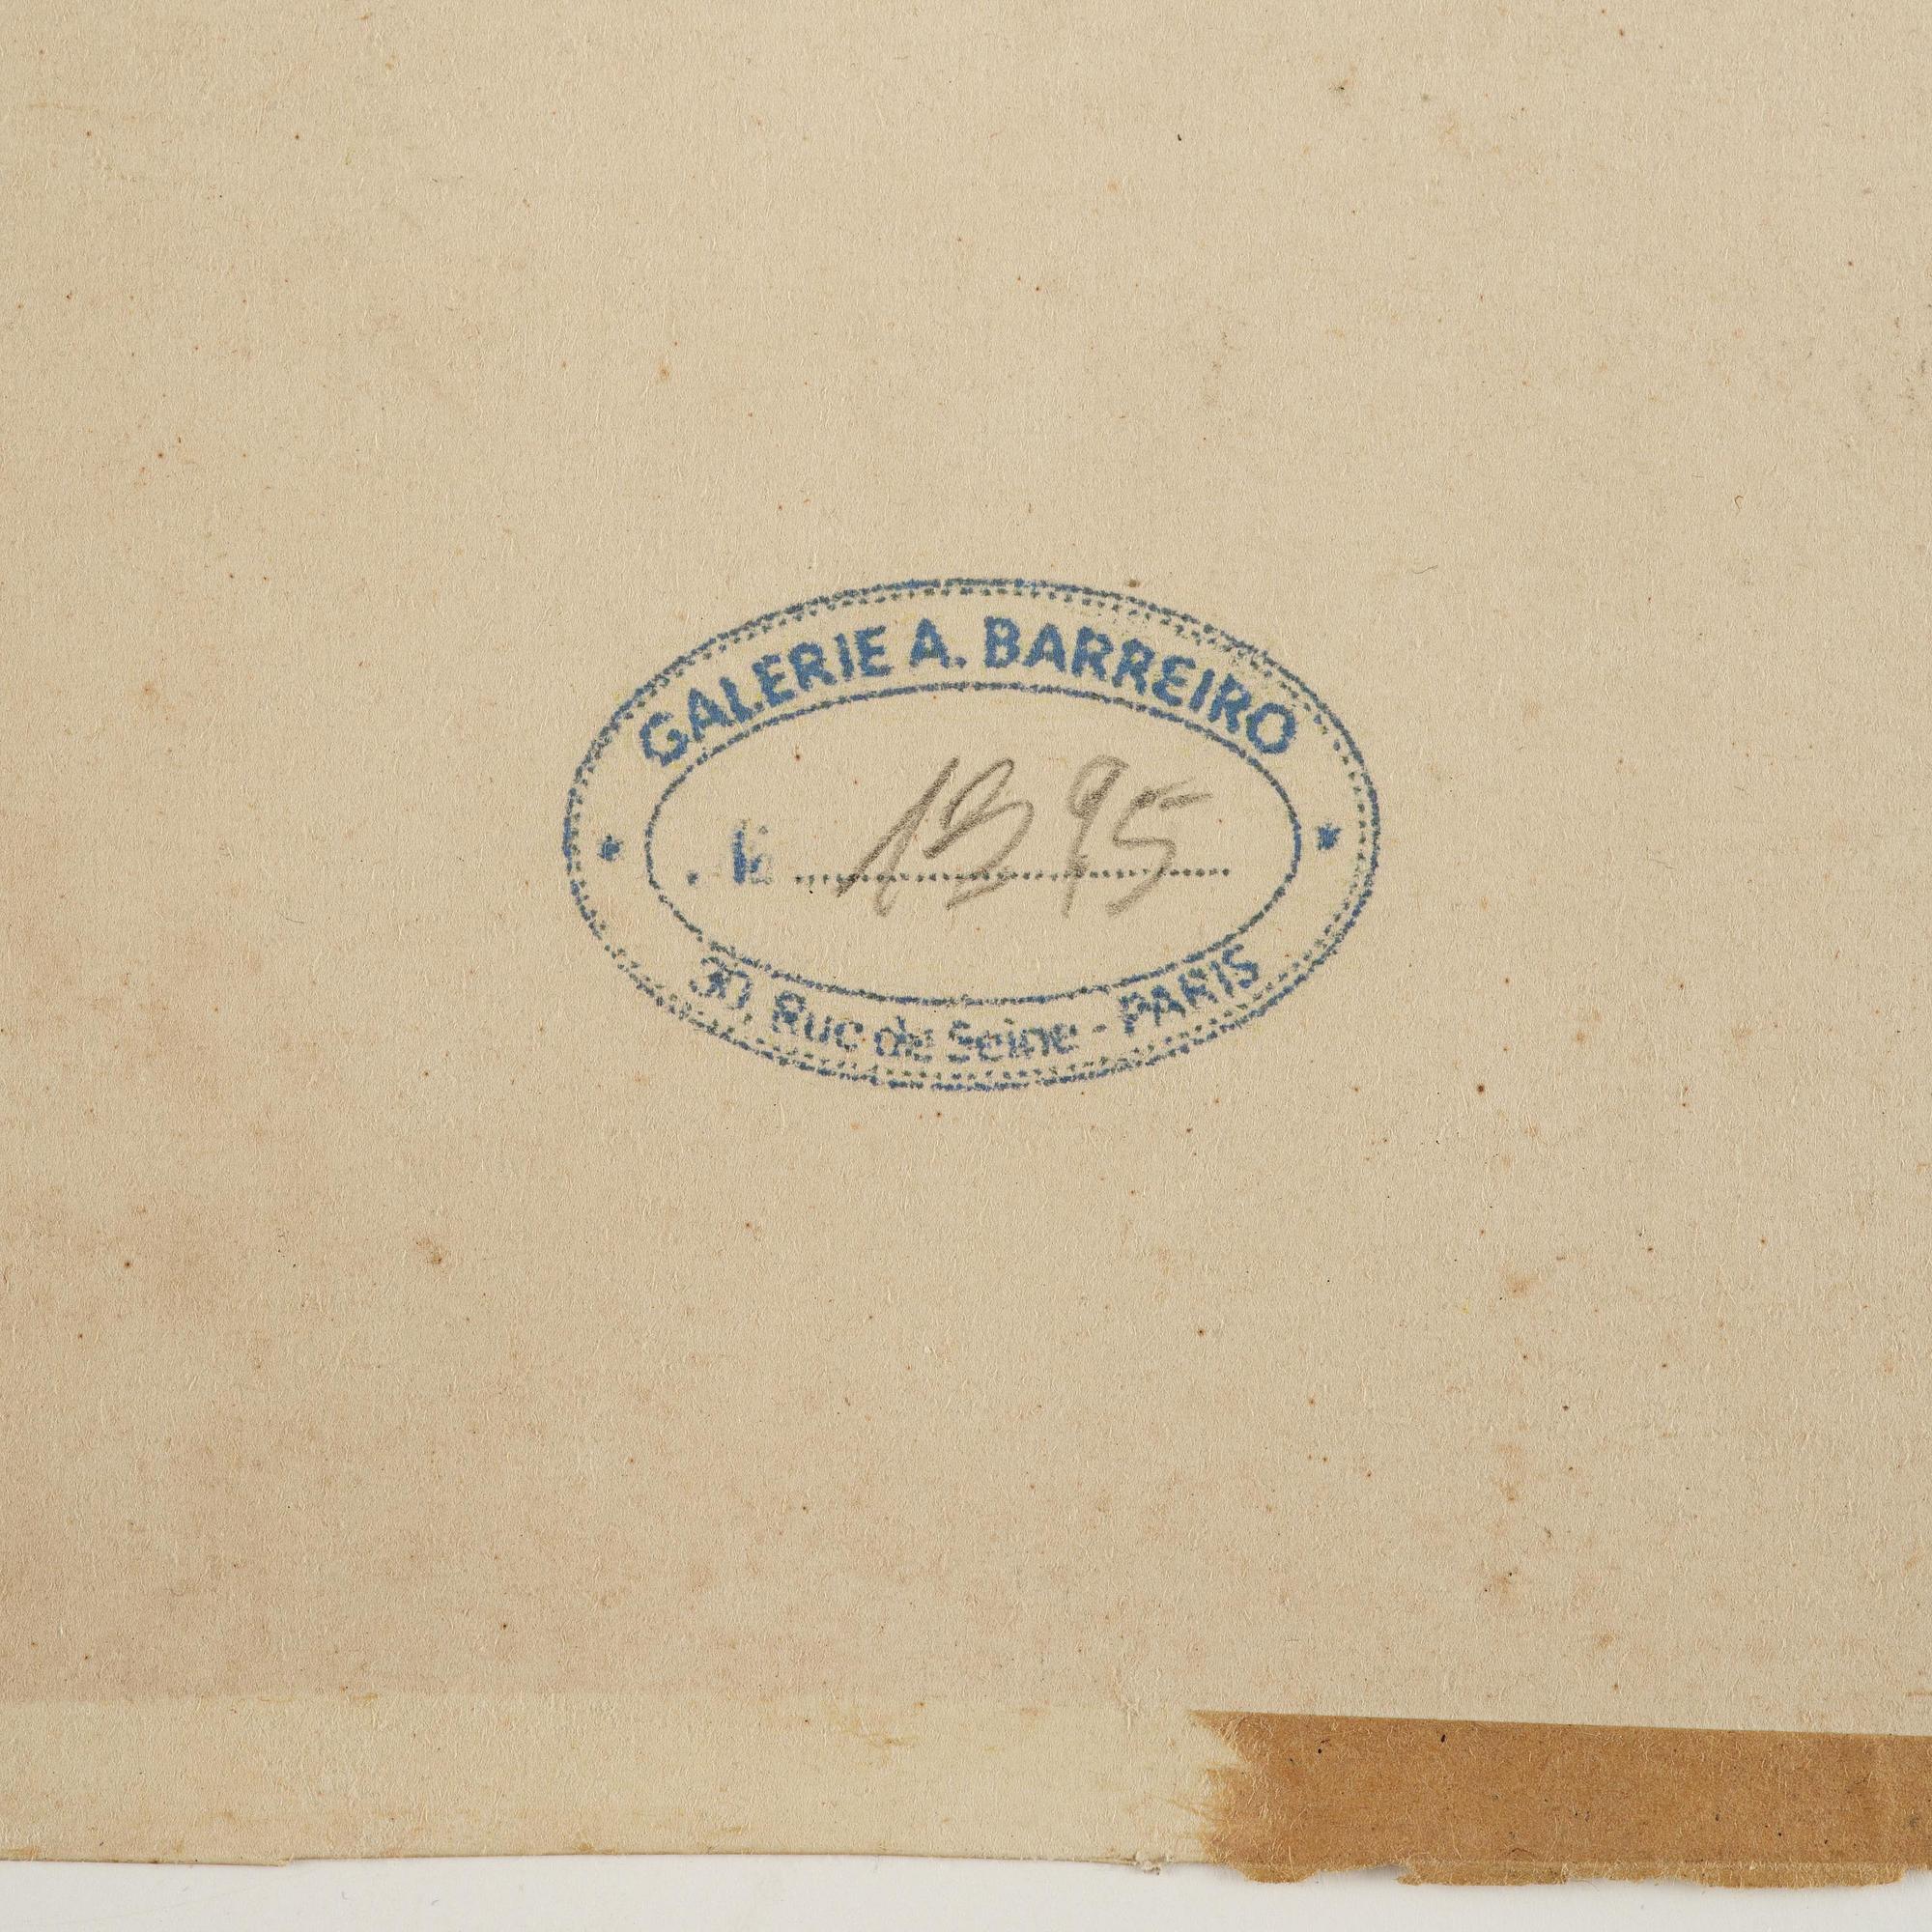 GALERIE A. BARREIRO
1395
30, Rue de Seine - PARIS